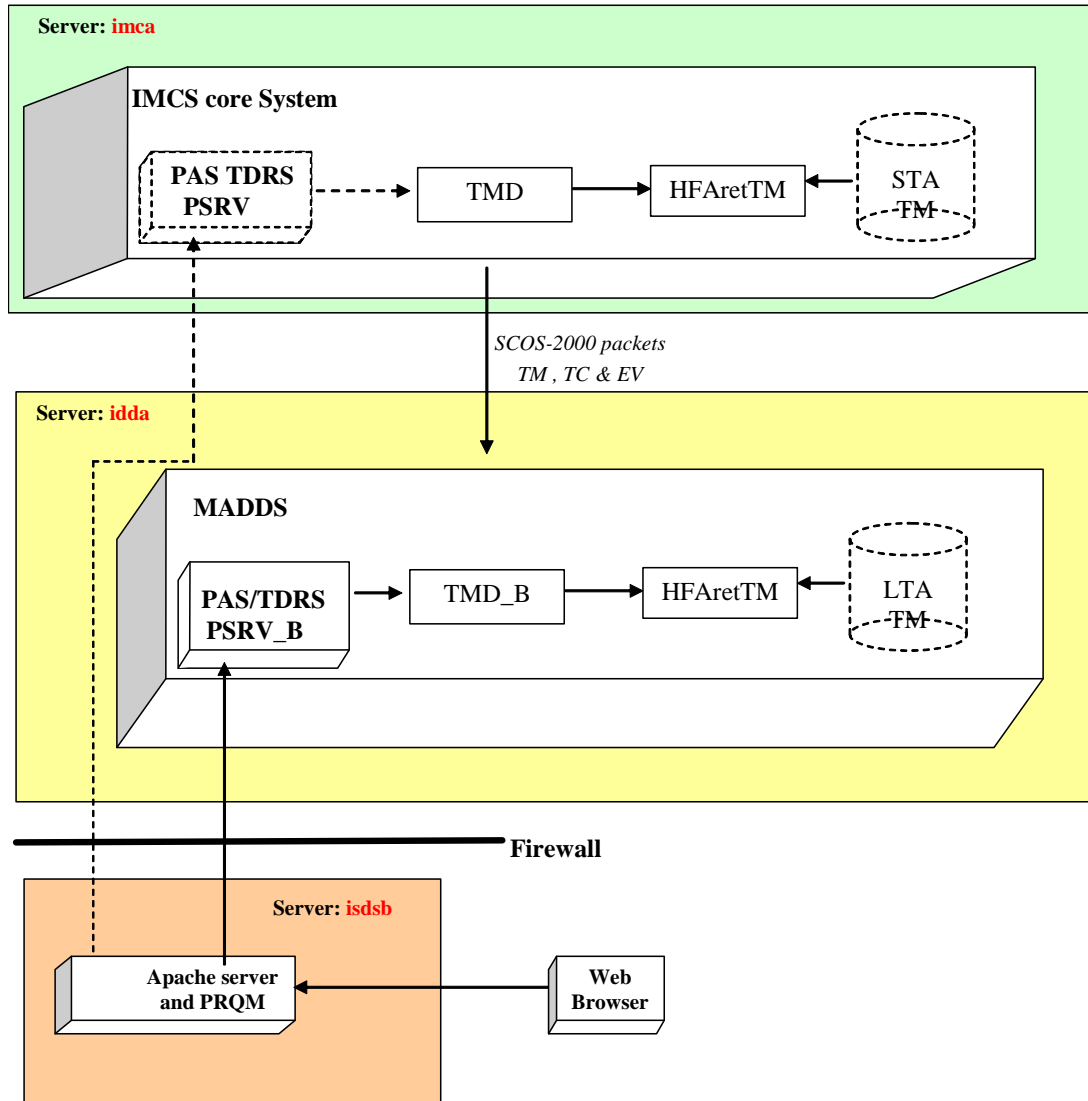 Server: imca
IMCS core System
PAS TDRS
PSRV
TMD
HFAretTM
STA
TM
SCOS-2000 packets
TM , TC & EV
Server: idda
MADDS
PAS/TDRS
PSRV_B
TMD_B
HFAretTM
LTA
TM
Firewall
Server: isdsb
Apache server
and PRQM
Web
Browser